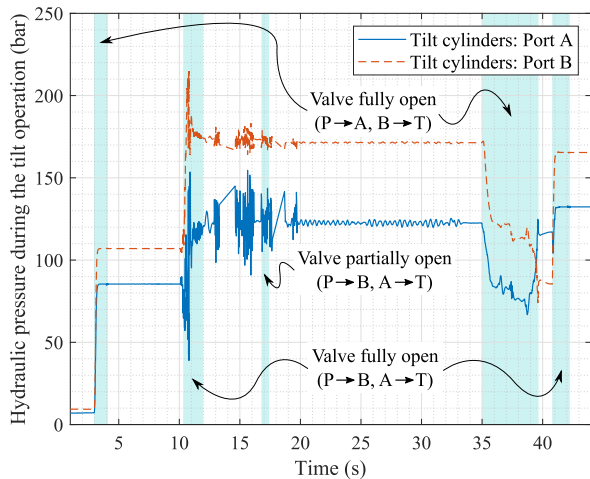 Hydraulic pressure during the tilt operation (bar)
250
200
150
100
50
0
Tilt cylinders: Port A
Tilt cylinders: Port B
Valve fully open
(P→A, B→T)
Valve partially open
(P→B, A→T)
Valve fully open
(P→B, A→T)
5 10 15 20 25 30 35 40
Time (s)